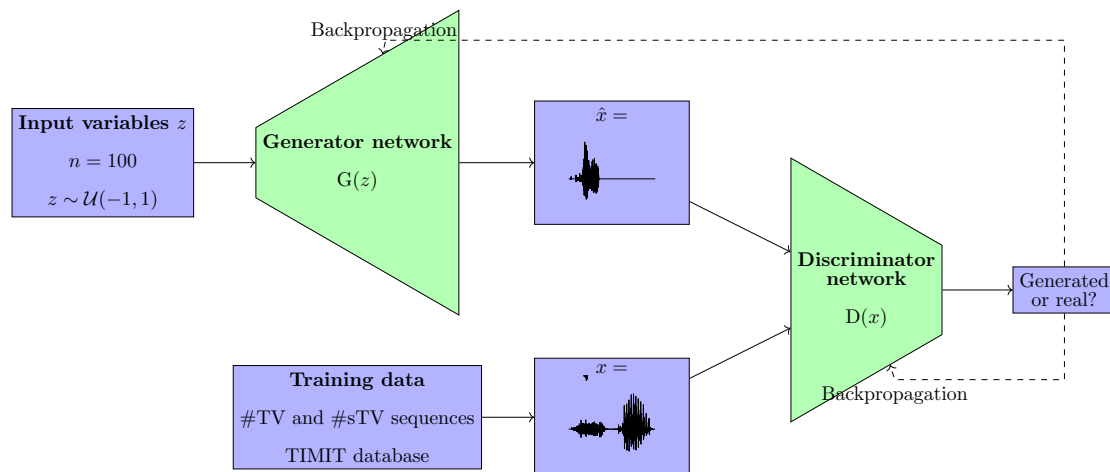 Backpropagation
Input variables z
n = 100
z ∼ 𝒰(−1, 1)
Generator network
G(z)
x̂ =
Discriminator
network
D(x)
Generated
or real?
Training data
#TV and #sTV sequences
TIMIT database
x =
Backpropagation